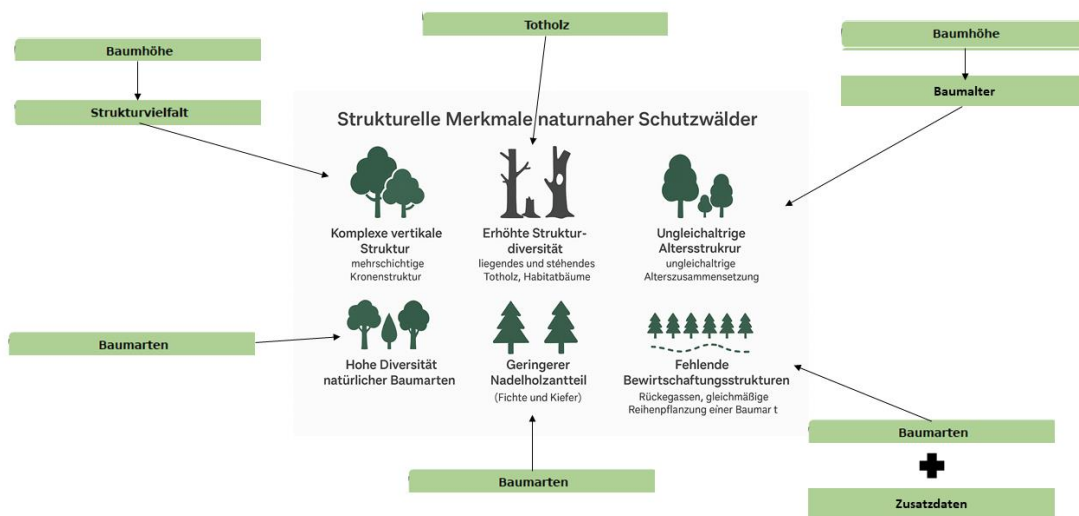 Totholz
Baumhöhe
Baumhöhe
Strukturvielfalt
Baumalter
Strukturelle Merkmale naturnaher Schutzwälder
Komplexe vertikale
Struktur
mehrschichtige
Kronenstruktur
Erhöhte Struktur-
diversität
liegendes und stéhendes
Totholz, Habitatbäume
Ungleichaltrige
Altersstrukrur
ungleichaltrige
Alterszusammensetzung
Baumarten
Hohe Diversität
natürlicher Baumarten
Geringerer
Nadelholzantteil
(Fichte und Kiefer)
Fehlende
Bewirtschaftungsstrukturen
Rückegassen, gleichmäßige
Reihenpflanzung eıner Baumar t
Baumarten
Baumarten
Zusatzdaten